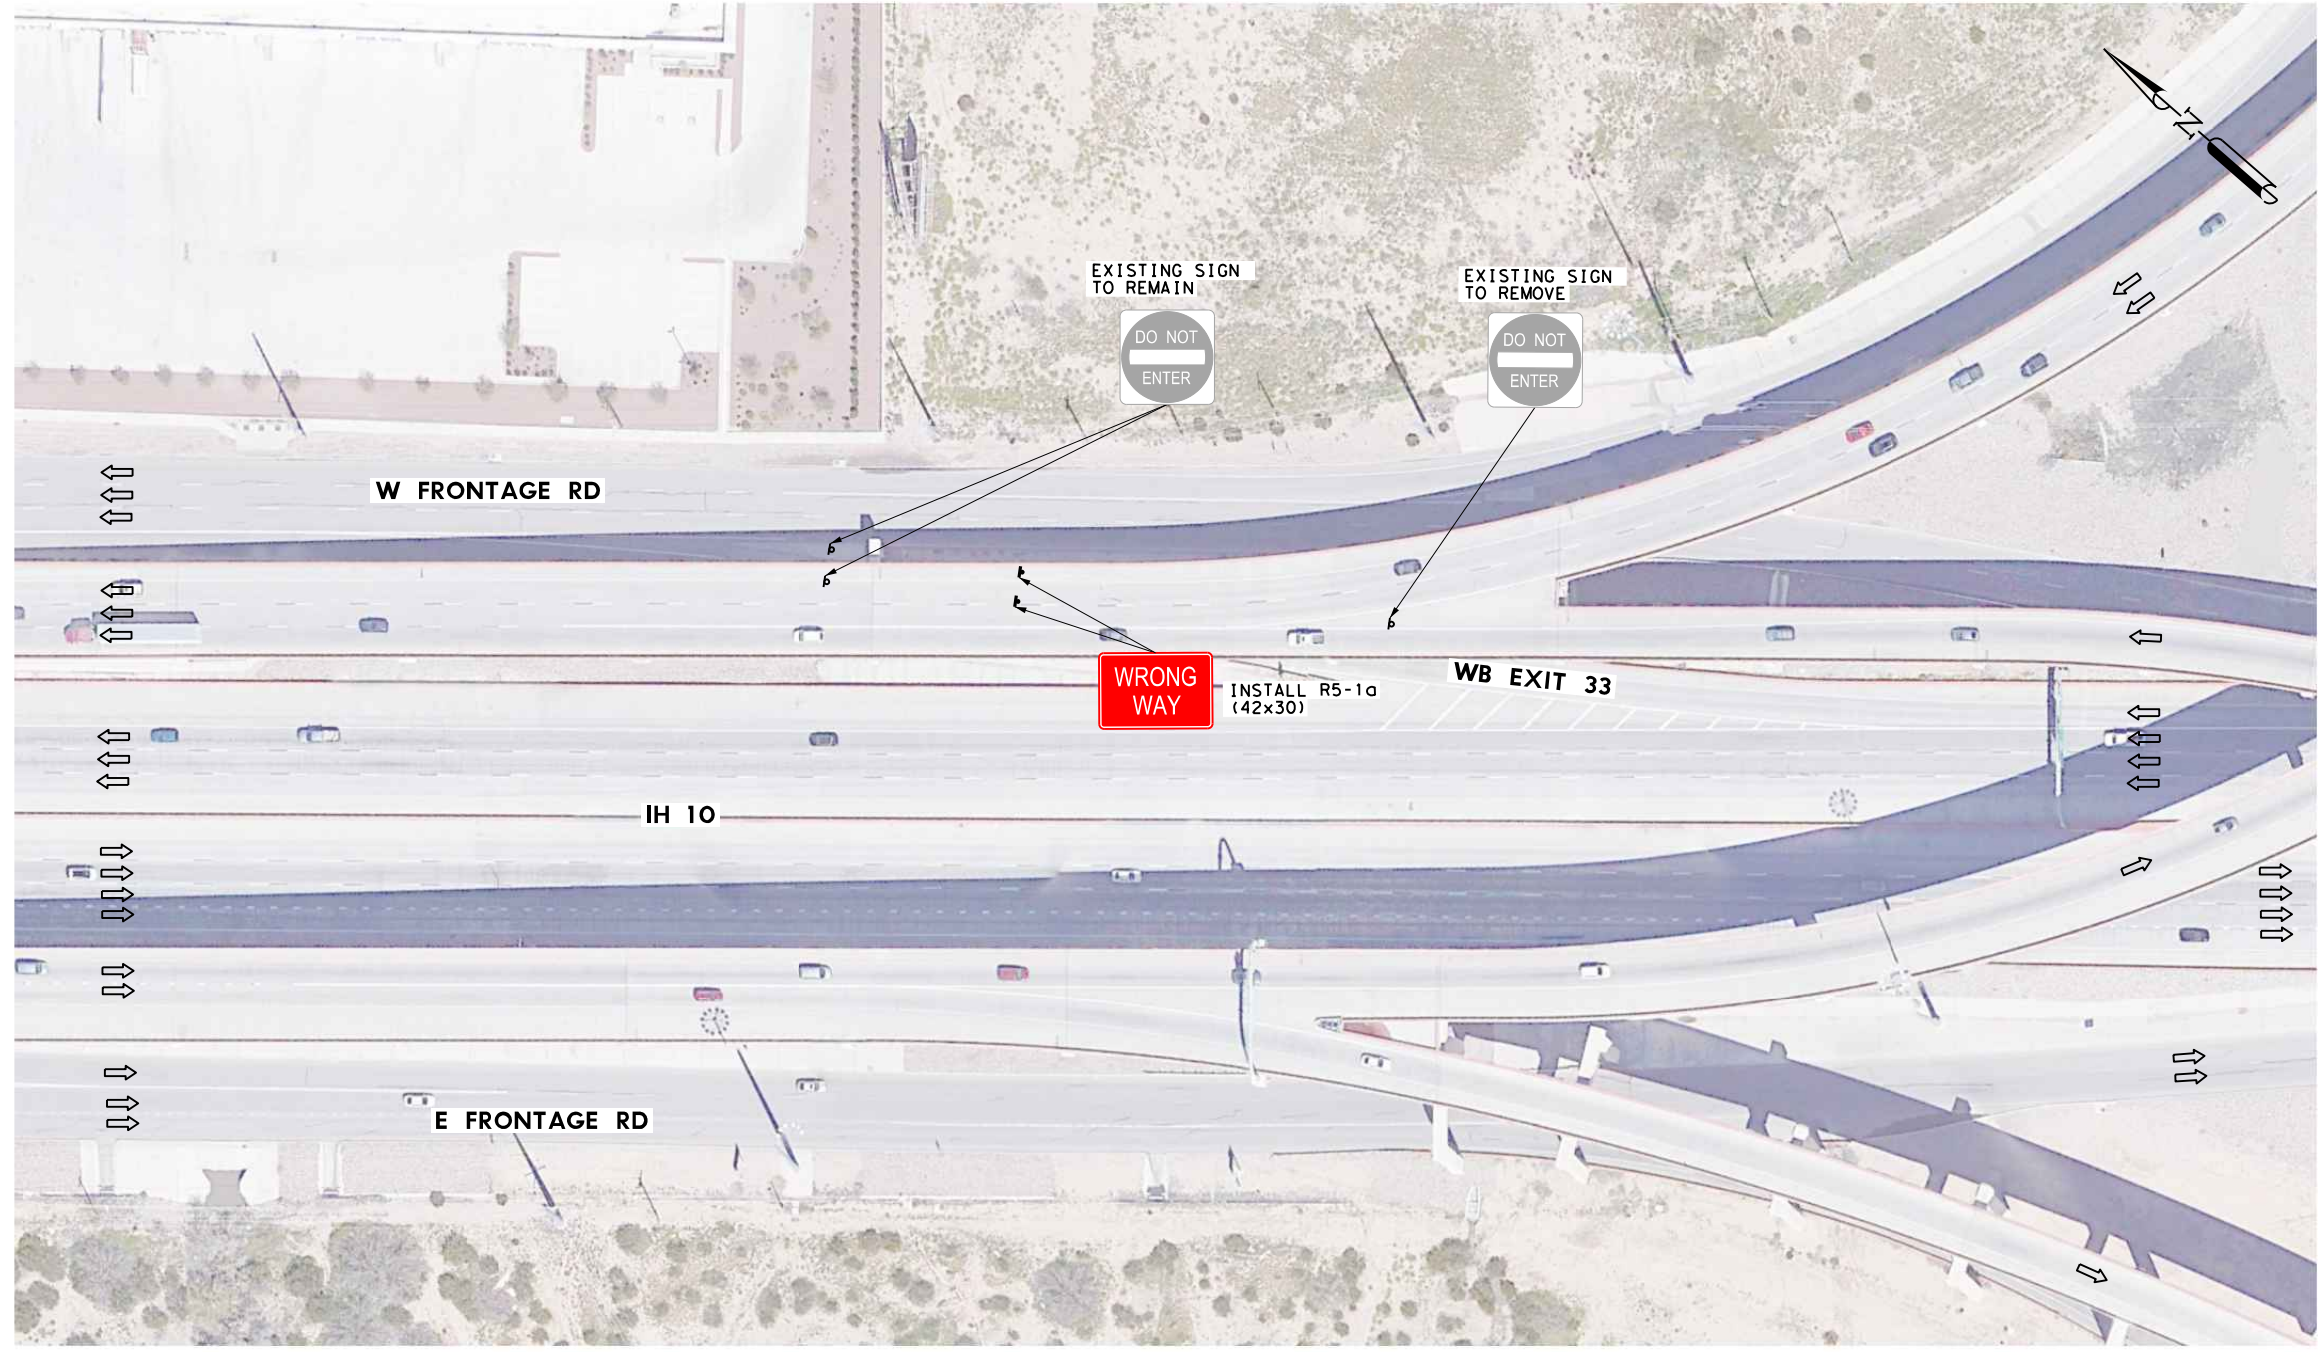 N
EXISTING SIGN
TO REMAIN
DO NOT
ENTER
EXISTING SIGN
TO REMOVE
DO NOT
ENTER
W FRONTAGE RD
WRONG
WAY
INSTALL R5-1a
(42x30)
WB EXIT 33
IH 10
E FRONTAGE RD